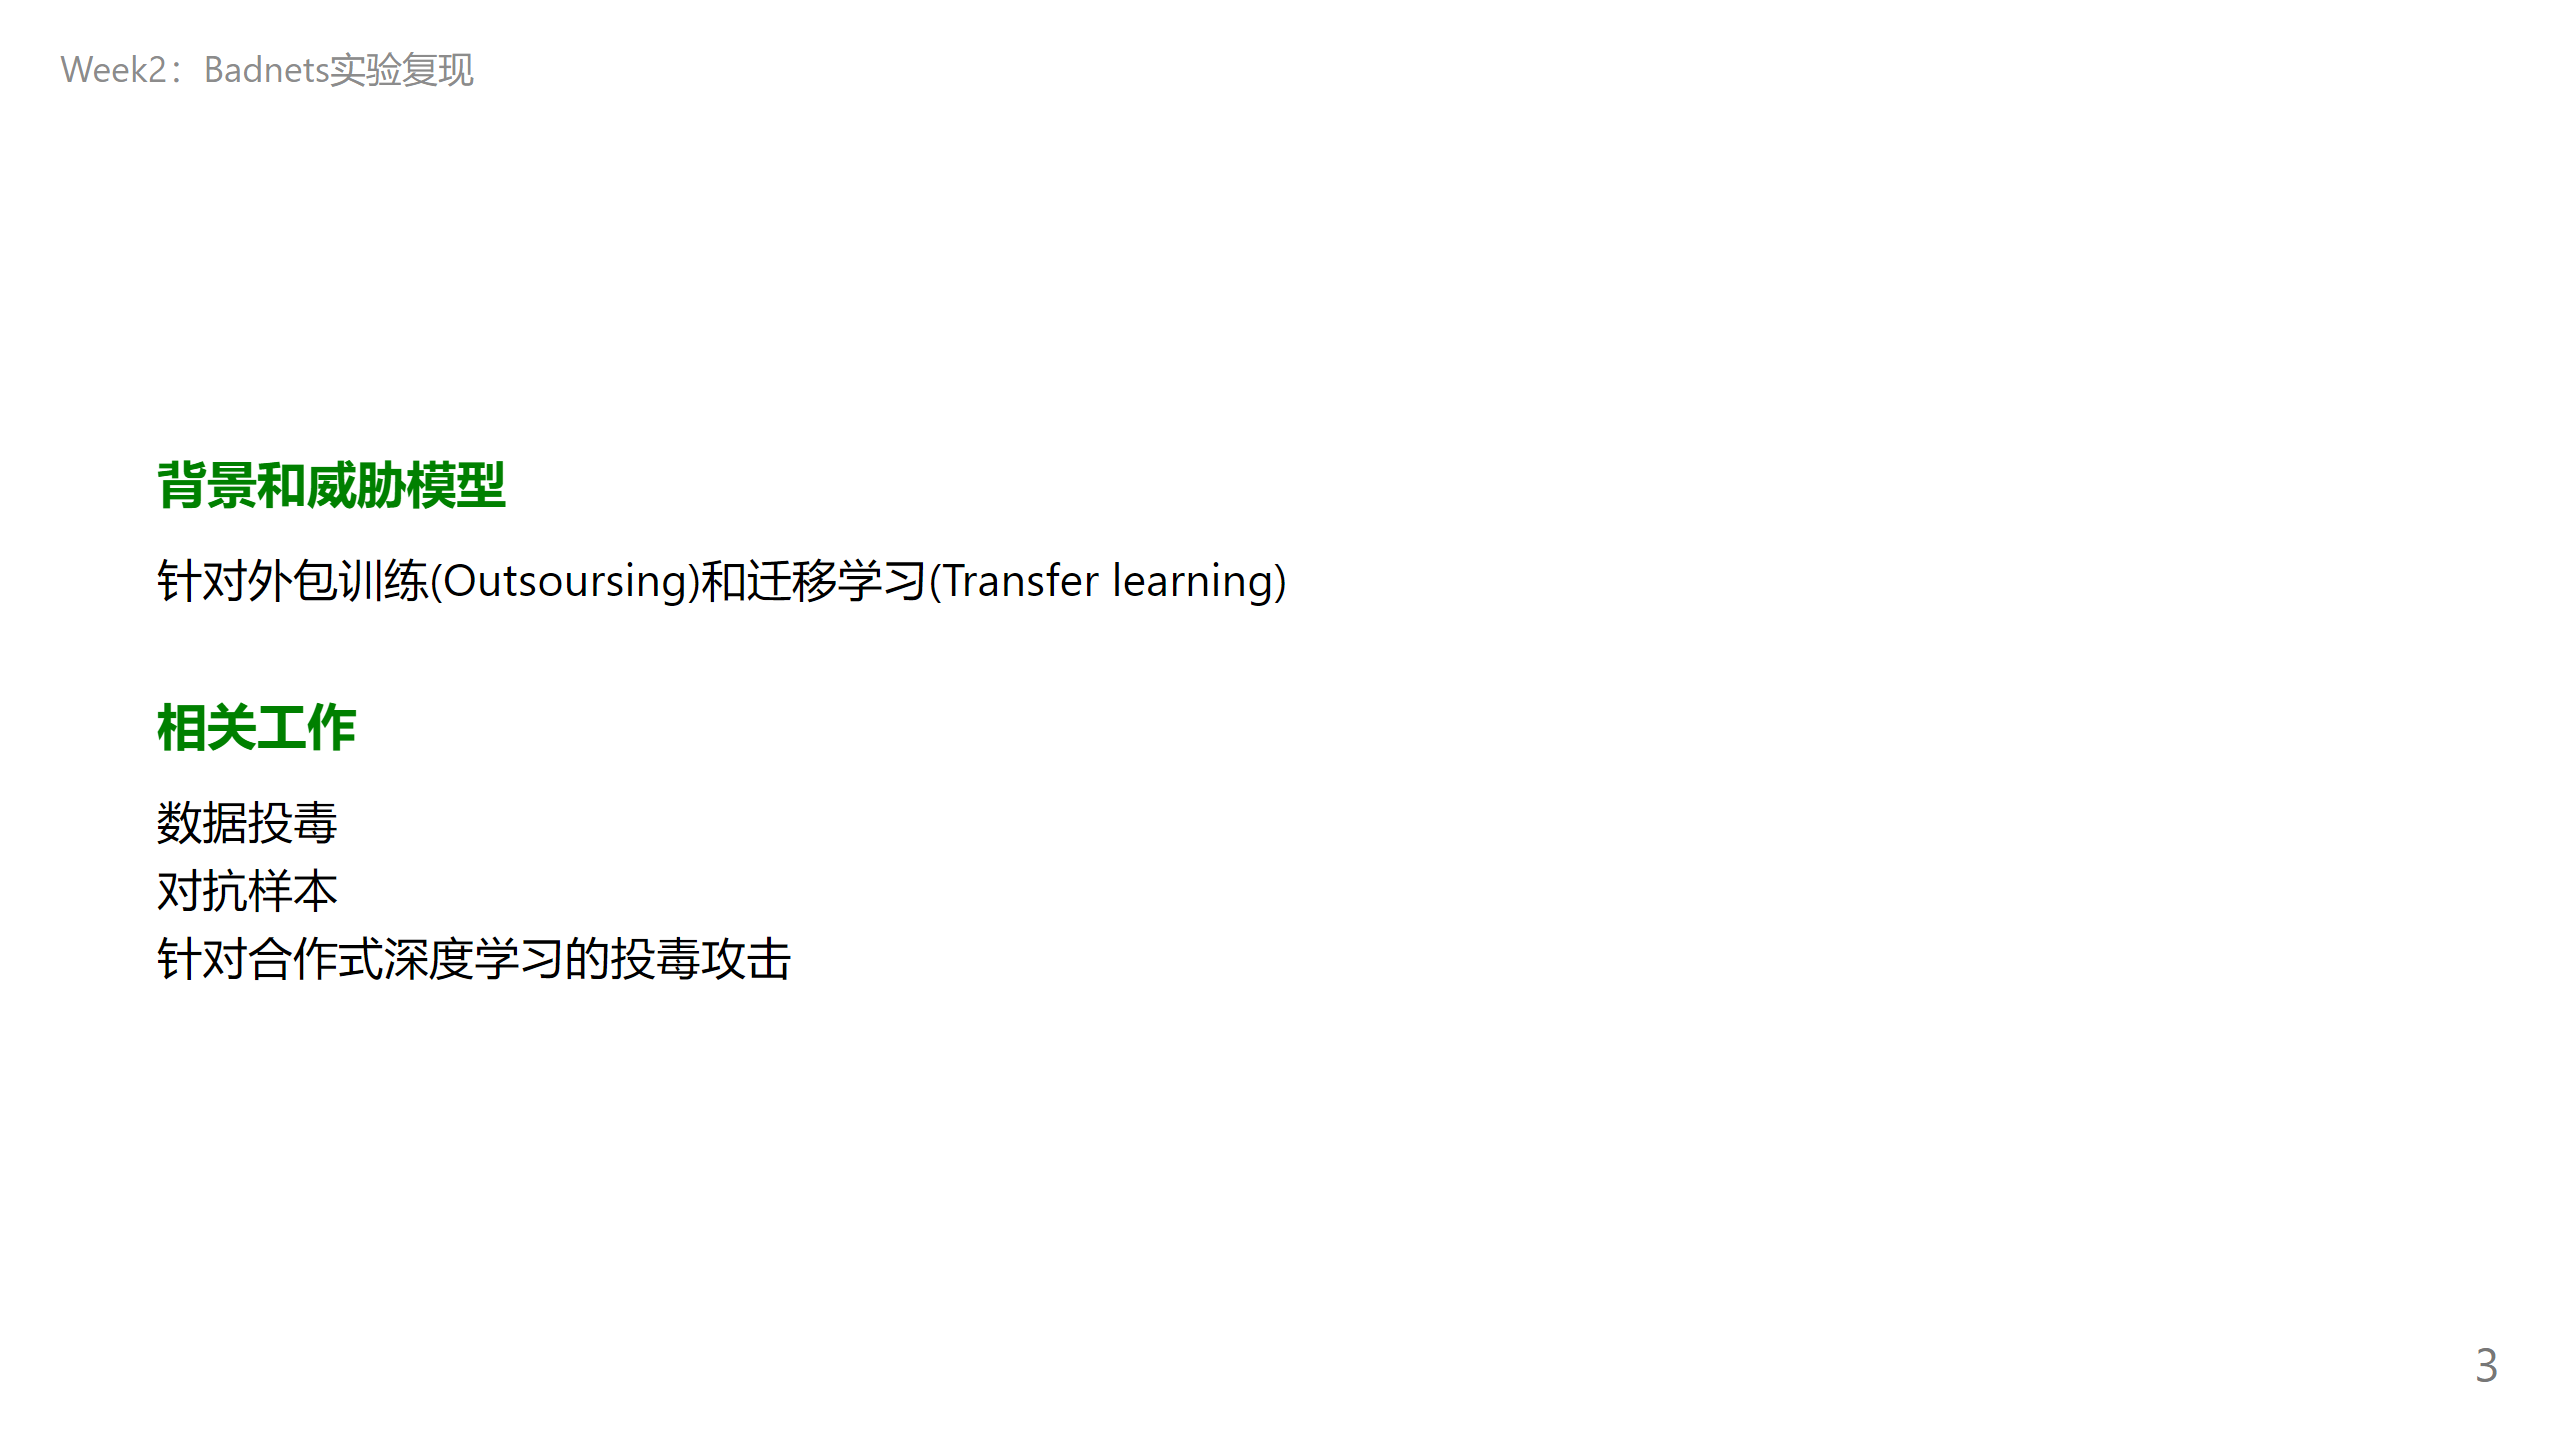 Week2：Badnets实验复现
背景和威胁模型
针对外包训练(Outsoursing)和迁移学习(Transfer learning)
相关工作
数据投毒
对抗样本
针对合作式深度学习的投毒攻击
3